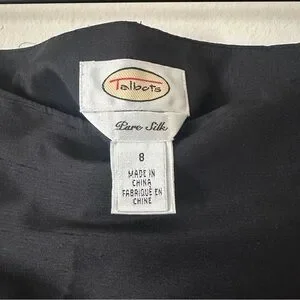 Talbots
Pure Silk
8
MADE IN
CHINA
FABRIQUÉ EN
CHINE